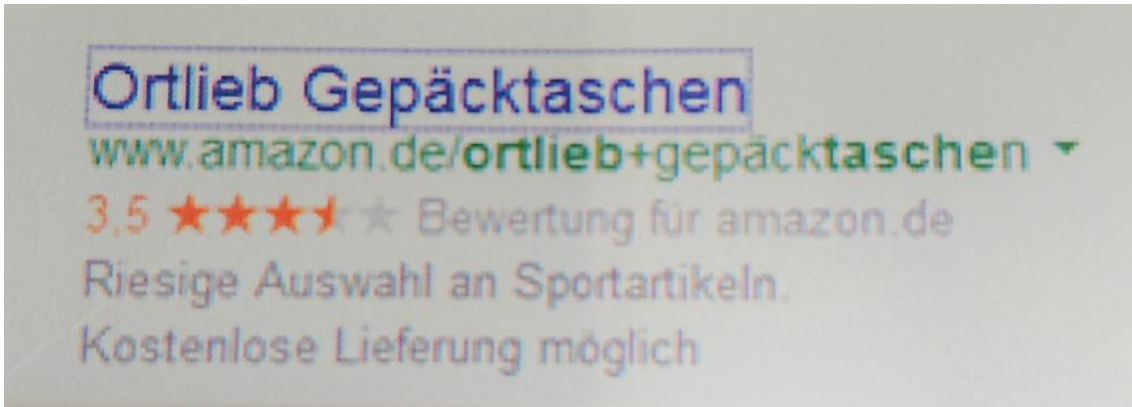 Ortlieb Gepäcktaschen
www.amazon.de/ortlieb+gepäcktaschen
3,5 Bewertung für amazon.de
Riesige Auswahl an Sportartikeln.
Kostenlose Lieferung möglich